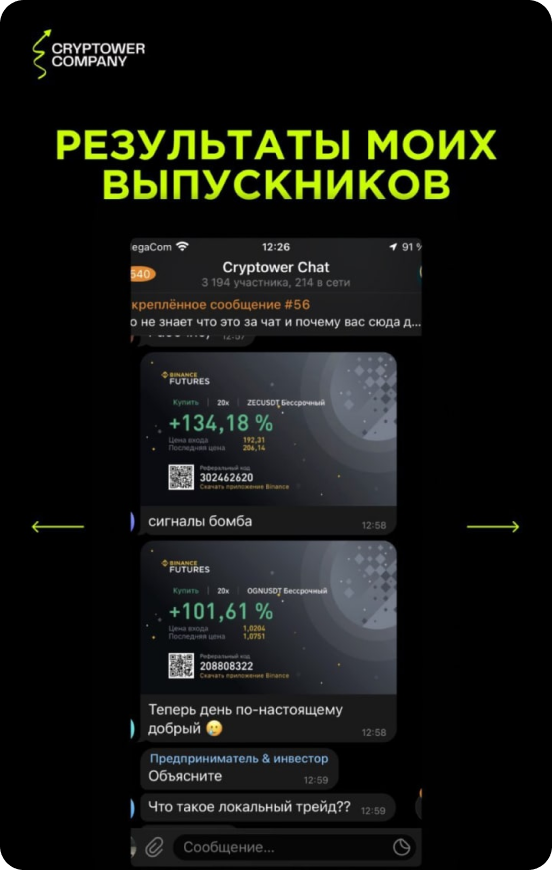 CRYPTOWER
COMPANY
РЕЗУЛЬТАТЫ МОИХ
ВЫПУСКНИКОВ
egaCom
12:26
91 %
540
Cryptower Chat
3 194 участника, 214 в сети
креплённое сообщение #56
о не знает что это за чат и почему вас сюда д...
12:57
BINANCE
FUTURES
Купить | 20x | ZECUSDT Бессрочный
+134,18 %
Цена входа 192,31
Последняя цена 206,14
Реферальный код
302462620
Скачать приложение Binance
сигналы бомба
12:58
BINANCE
FUTURES
Купить | 20x | OGNUSDT Бессрочный
+101,61 %
Цена входа 1,0204
Последняя цена 1,0751
Реферальный код
208808322
Скачать приложение Binance
Теперь день по-настоящему
добрый 🥲
12:58
Предприниматель & инвестор
Объясните
12:59
Что такое локальный трейд??
12:59
Сообщение...